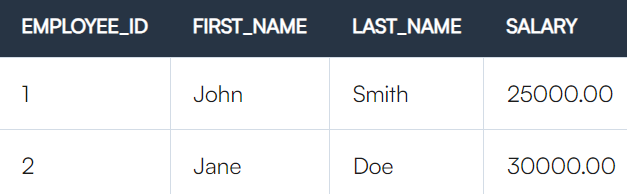 EMPLOYEE_ID FIRST_NAME LAST_NAME SALARY
1 John Smith 25000.00
2 Jane Doe 30000.00